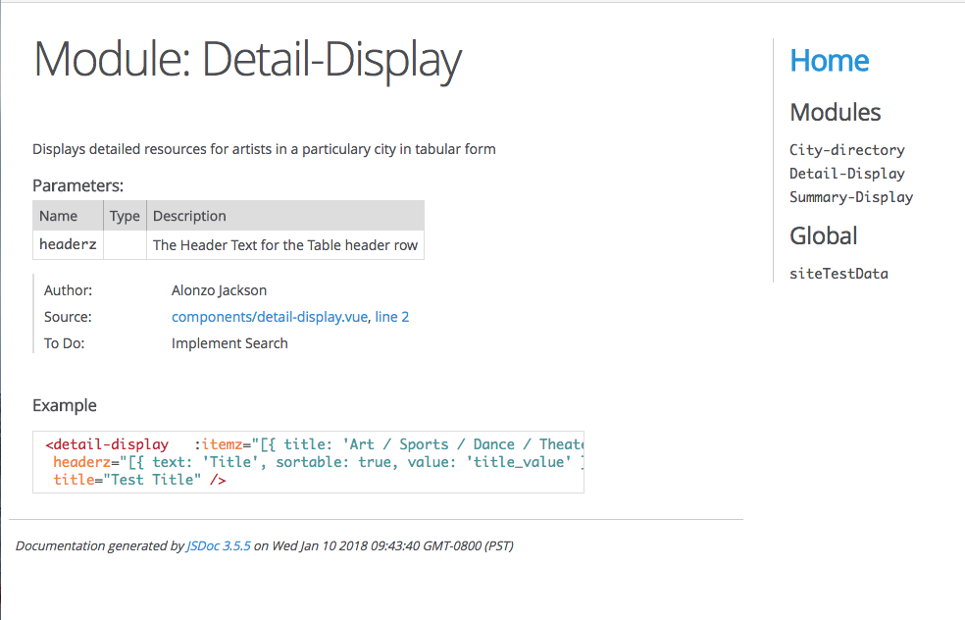 Module: Detail-Display
Displays detailed resources for artists in a particulary city in tabular form
Parameters:
Name Type Description
headerz The Header Text for the Table header row
Author: Alonzo Jackson
Source: components/detail-display.vue, line 2
To Do: Implement Search
Example
<detail-display :itemz="[{ title: 'Art / Sports / Dance / Theate
headerz="[{ text: 'Title', sortable: true, value: 'title_value' ]
title="Test Title" />
Documentation generated by JSDoc 3.5.5 on Wed Jan 10 2018 09:43:40 GMT-0800 (PST)
Home
Modules
City-directory
Detail-Display
Summary-Display
Global
siteTestData